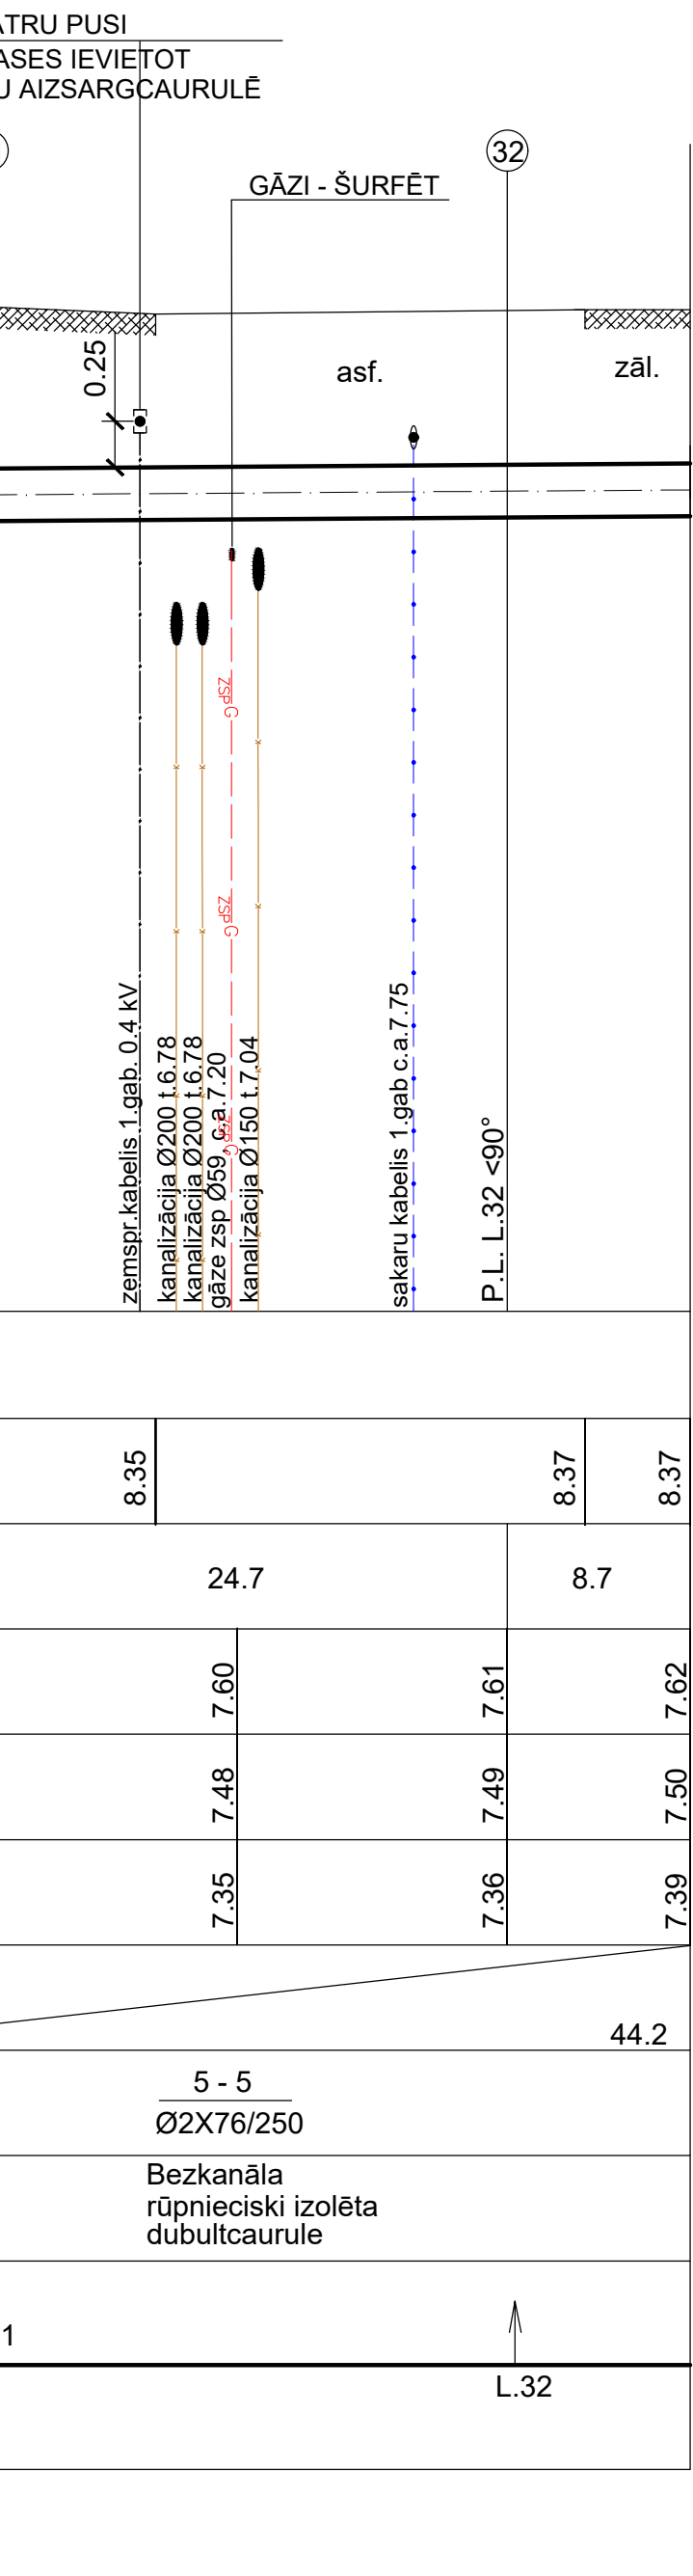 ATRU PUSI
ASES IEVIETOT
U AIZSARGCAURULĒ
32
GĀZI - ŠURFĒT
0.25
asf.
zāl.
ZSP G
ZSP G
ZSP G
zemspr.kabelis 1.gab. 0.4 kV
kanalizācija Ø200 t.6.78
kanalizācija Ø200 t.6.78
gāze zsp Ø59, c.a.7.20
kanalizācija Ø150 t.7.04
sakaru kabelis 1.gab c.a.7.75
P.L. L.32 <90°
8.35
8.37
8.37
24.7
8.7
7.60
7.61
7.62
7.48
7.49
7.50
7.35
7.36
7.39
44.2
5 - 5
Ø2X76/250
Bezkanāla
rūpnieciski izolēta
dubultcaurule
1
L.32